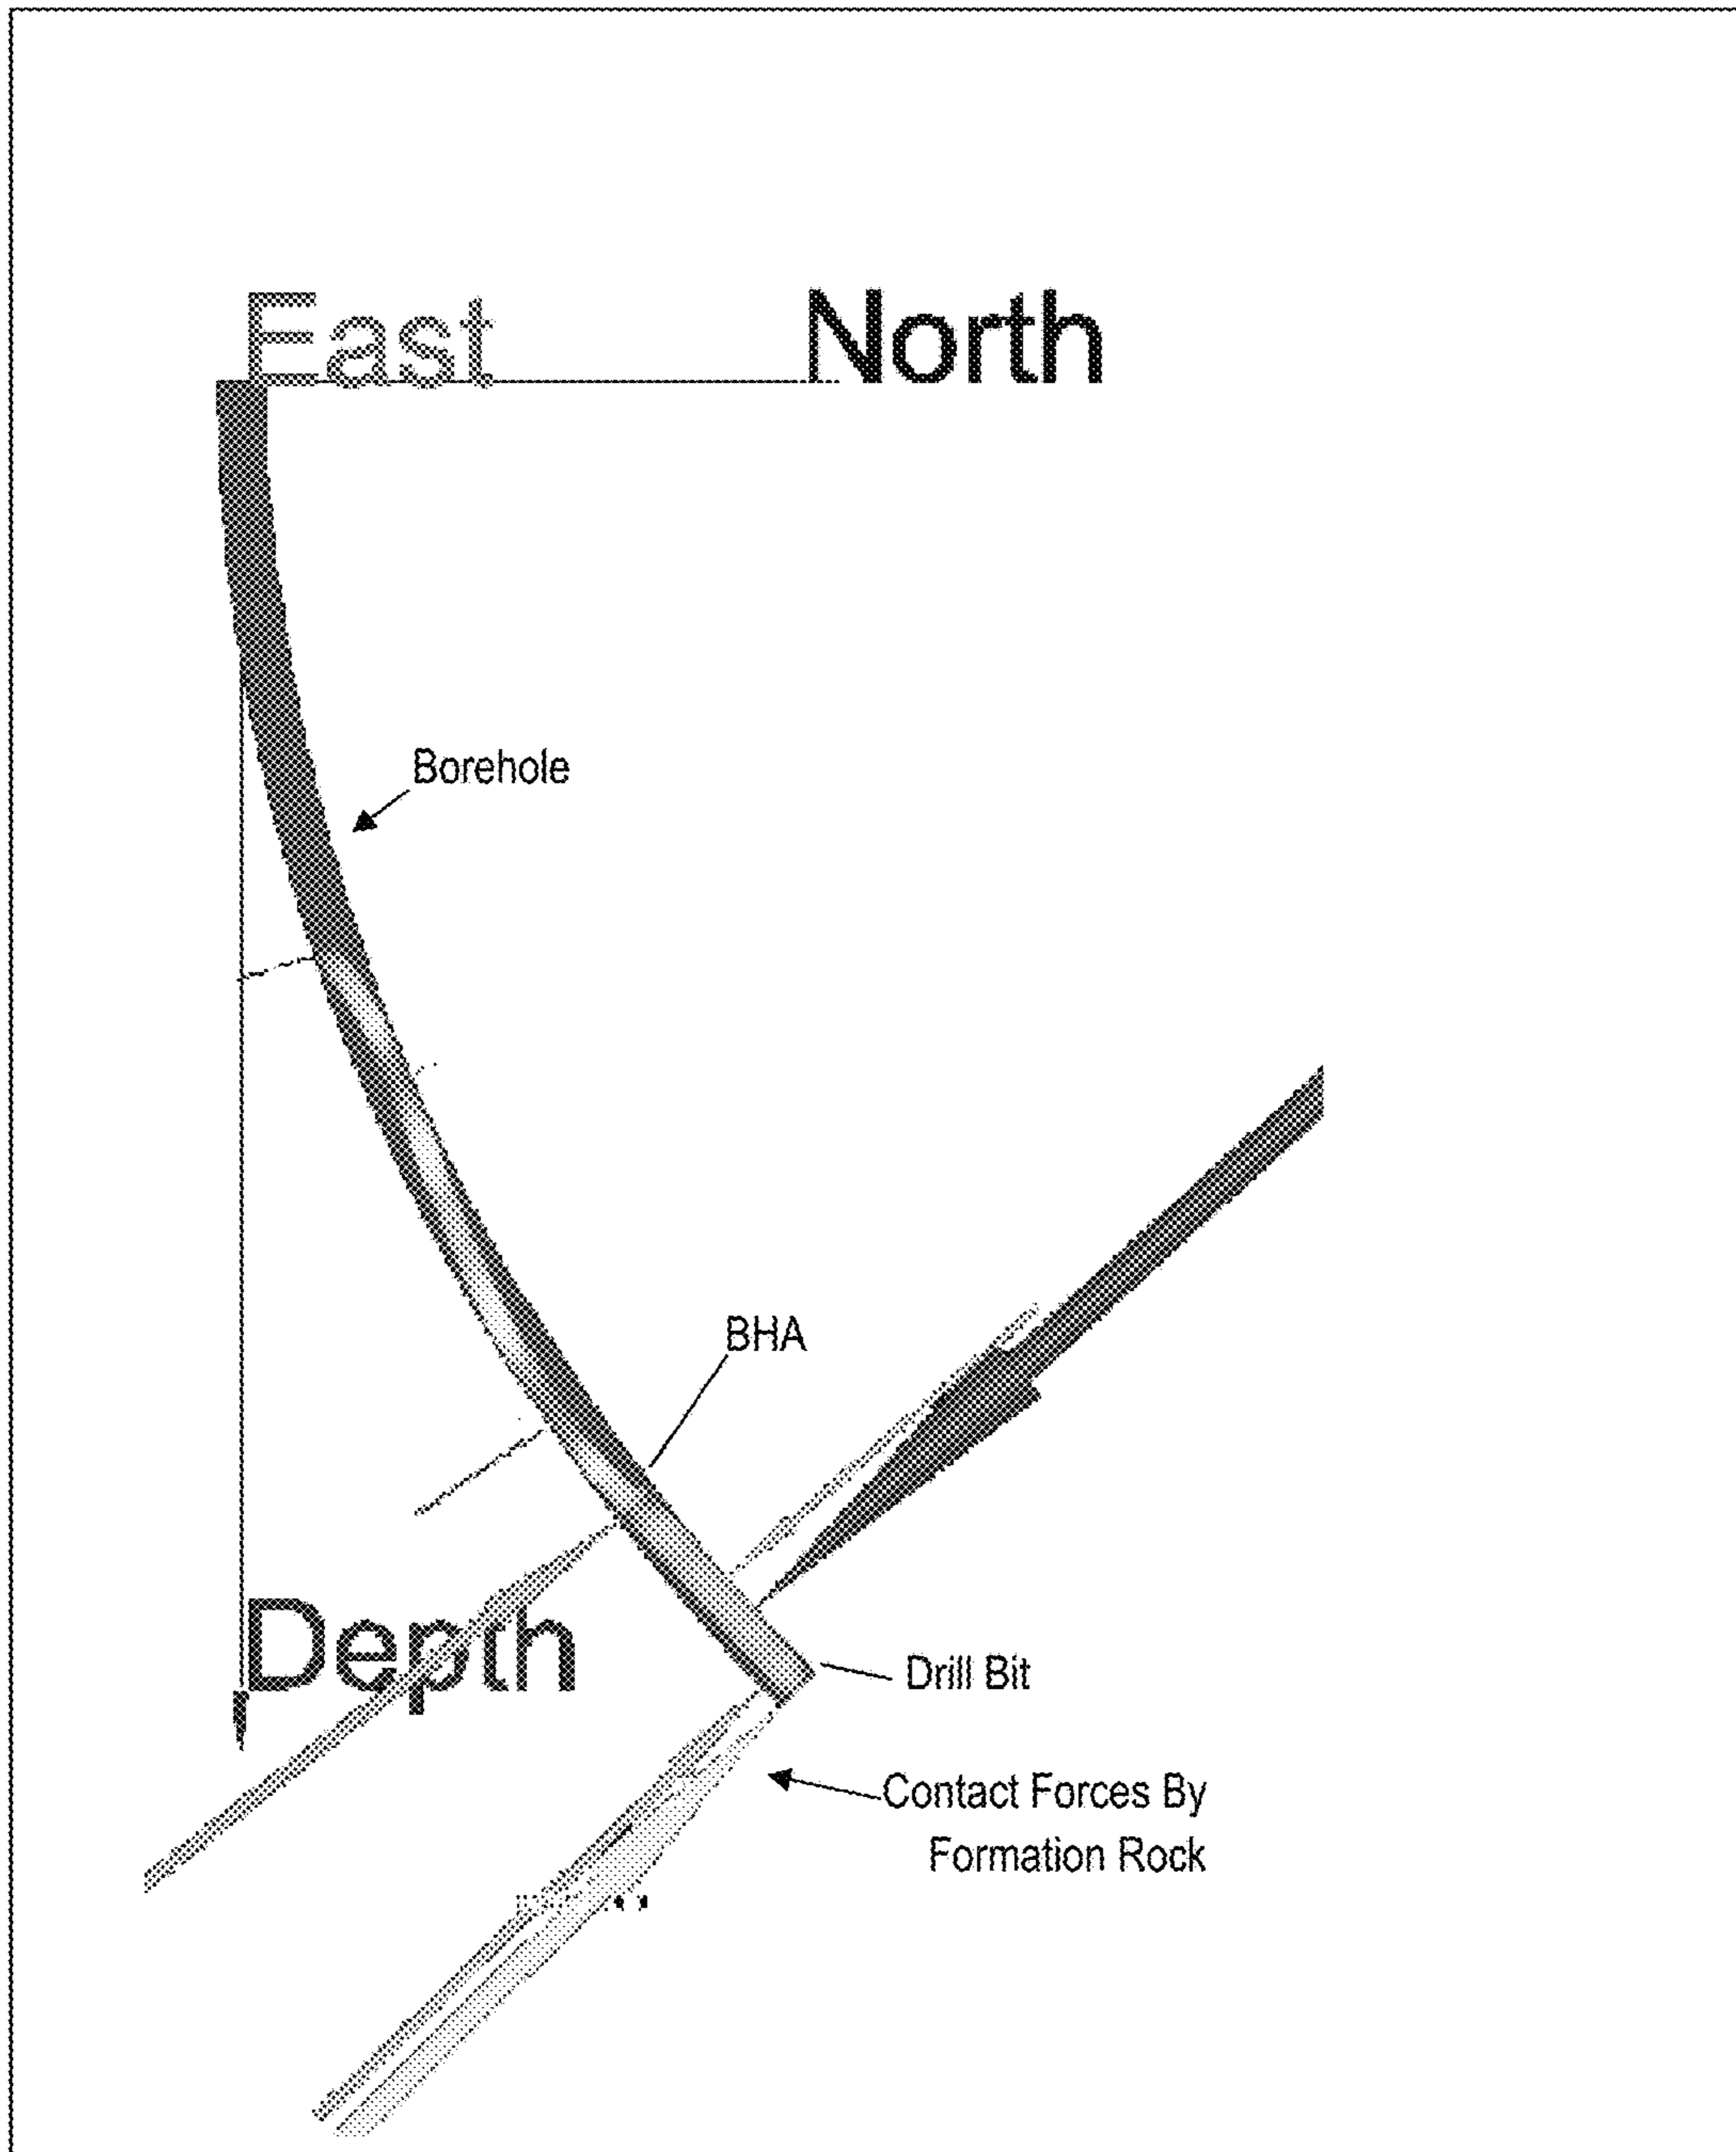 East
North
Borehole
BHA
Depth
Drill Bit
Contact Forces By
Formation Rock